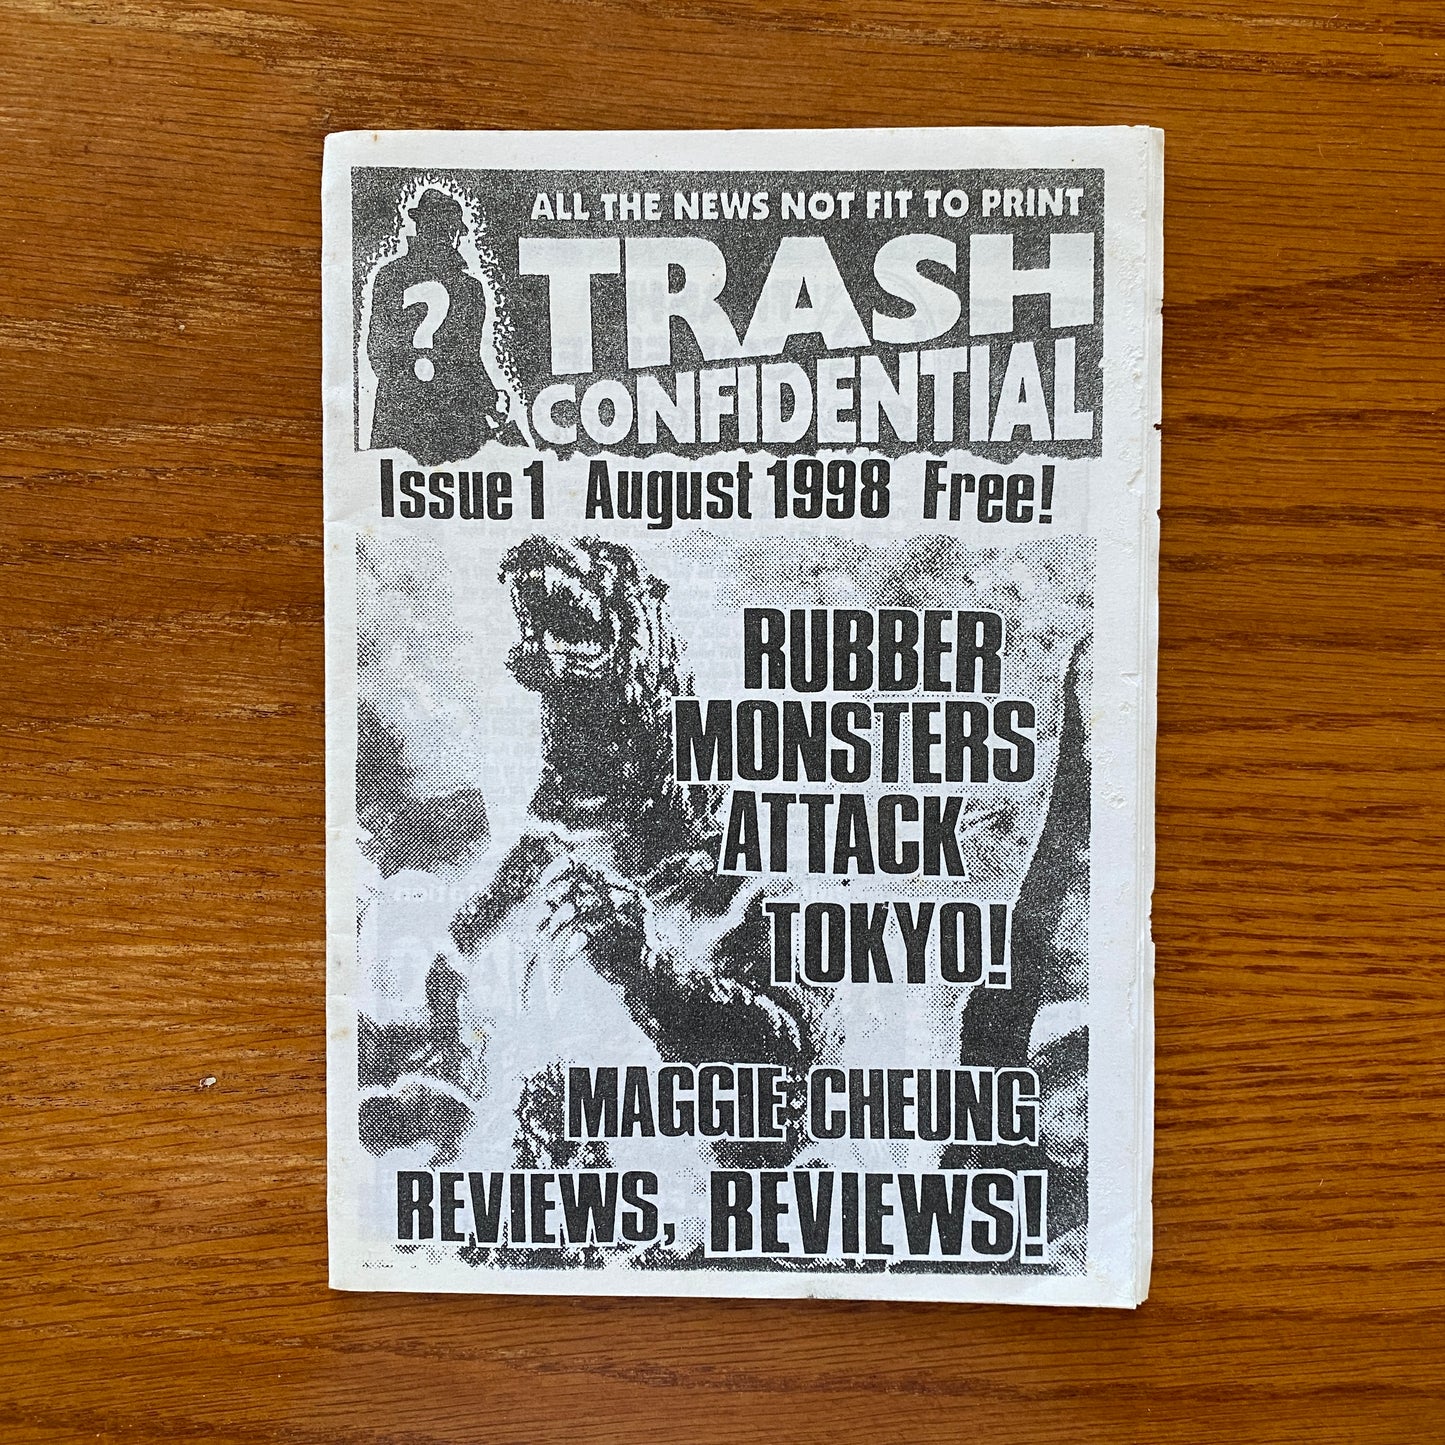 ALL THE NEWS NOT FIT TO PRINT
?
TRASH
CONFIDENTIAL
Issue 1 August 1998 Free!
RUBBER
MONSTERS
ATTACK
TOKYO!
MAGGIE CHEUNG
REVIEWS, REVIEWS!